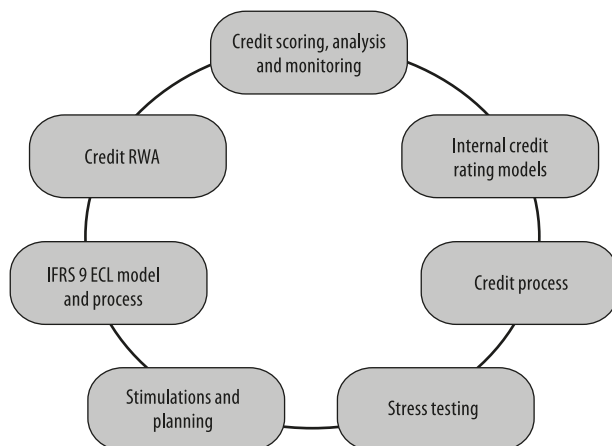 Credit scoring, analysis
and monitoring
Internal credit
rating models
Credit process
Stress testing
Stimulations and
planning
IFRS 9 ECL model
and process
Credit RWA